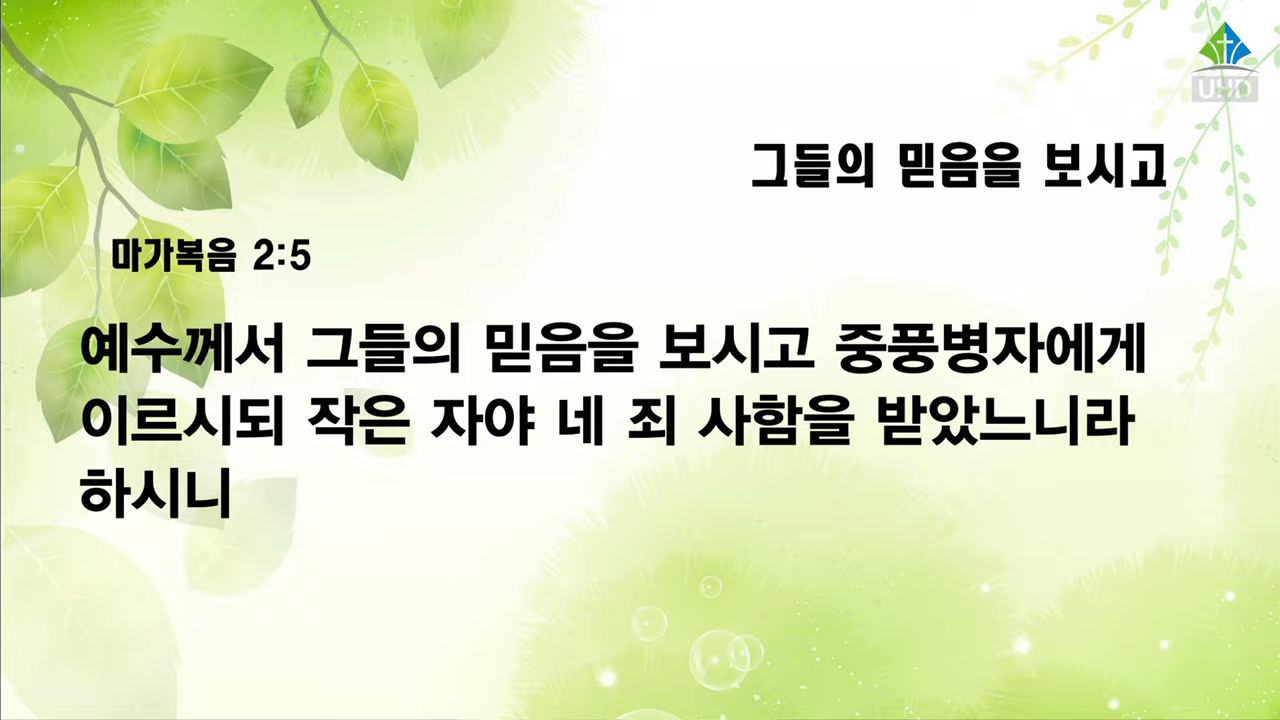 UHD
그들의 믿음을 보시고
마가복음 2:5
예수께서 그들의 믿음을 보시고 중풍병자에게
이르시되 작은 자야 네 죄 사함을 받았느니라
하시니